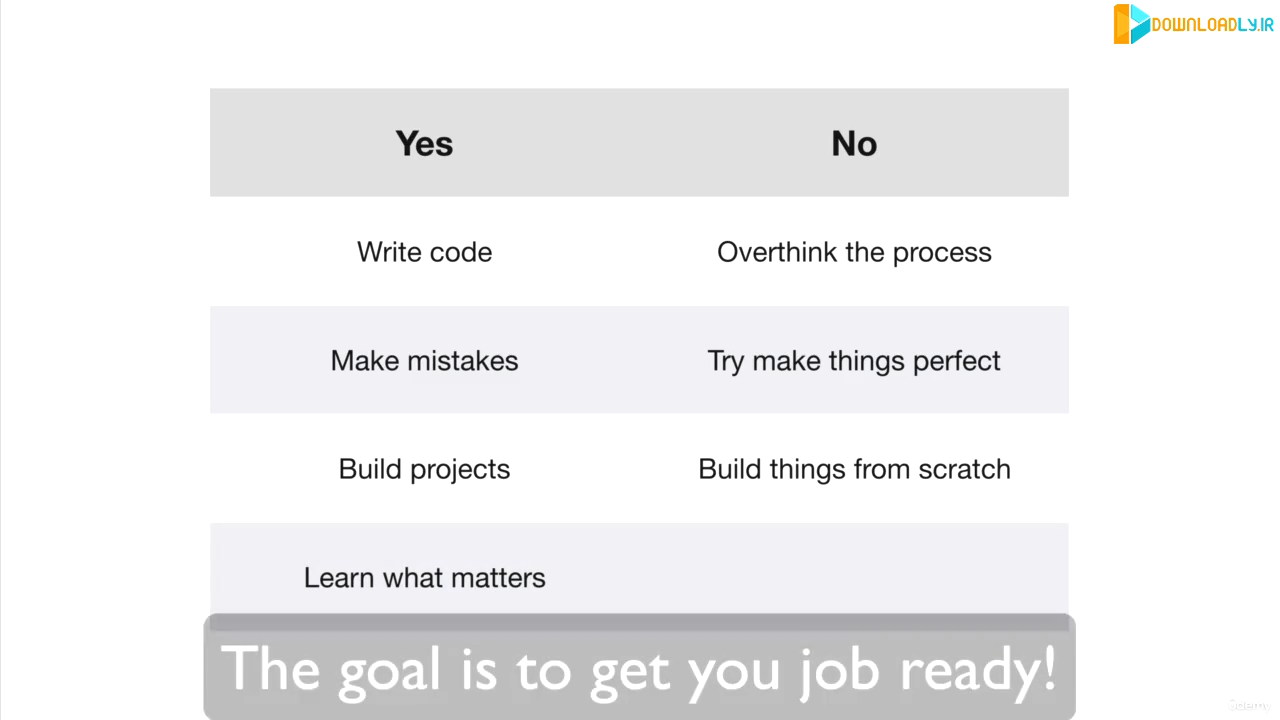 DOWNLOADLY.IR
Yes No
Write code Overthink the process
Make mistakes Try make things perfect
Build projects Build things from scratch
Learn what matters
The goal is to get you job ready!
Udemy